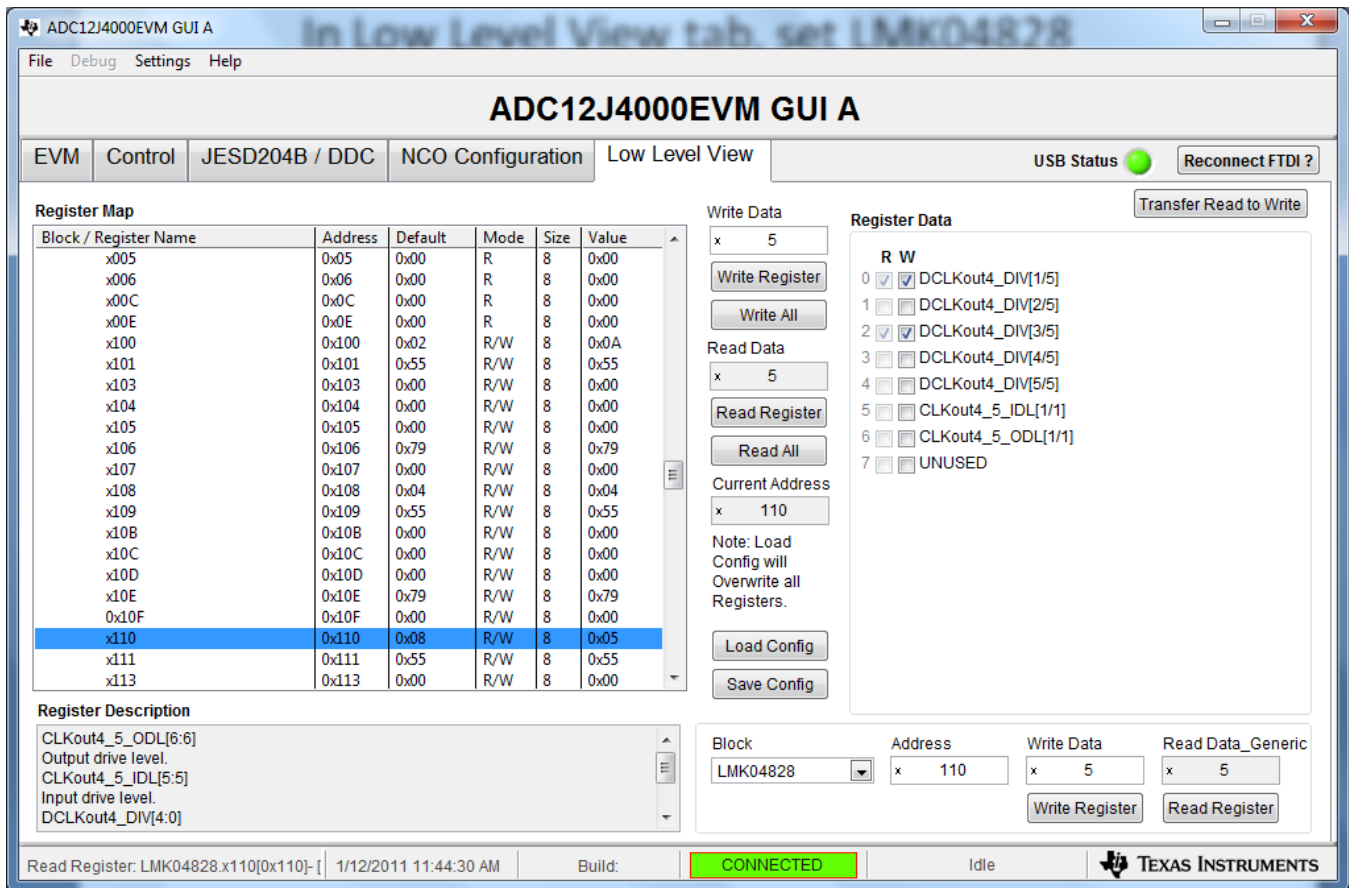 ADC12J4000EVM GUI A
In Low Level View tab, set LMK04828
File Debug Settings Help
ADC12J4000EVM GUI A
EVM Control JESD204B / DDC NCO Configuration Low Level View USB Status Reconnect FTDI ?
Transfer Read to Write
Register Map
Block / Register Name Address Default Mode Size Value
x005 0x05 0x00 R 8 0x00
x006 0x06 0x00 R 8 0x00
x00C 0x0C 0x00 R 8 0x00
x00E 0x0E 0x00 R 8 0x00
x100 0x100 0x02 R/W 8 0x0A
x101 0x101 0x55 R/W 8 0x55
x103 0x103 0x00 R/W 8 0x00
x104 0x104 0x00 R/W 8 0x00
x105 0x105 0x00 R/W 8 0x00
x106 0x106 0x79 R/W 8 0x79
x107 0x107 0x00 R/W 8 0x00
x108 0x108 0x04 R/W 8 0x04
x109 0x109 0x55 R/W 8 0x55
x10B 0x10B 0x00 R/W 8 0x00
x10C 0x10C 0x00 R/W 8 0x00
x10D 0x10D 0x00 R/W 8 0x00
x10E 0x10E 0x79 R/W 8 0x79
0x10F 0x10F 0x00 R/W 8 0x00
x110 0x110 0x08 R/W 8 0x05
x111 0x111 0x55 R/W 8 0x55
x113 0x113 0x00 R/W 8 0x00
Write Data
x 5
Write Register
Write All
Read Data
x 5
Read Register
Read All
Current Address
x 110
Note: Load
Config will
Overwrite all
Registers.
Load Config
Save Config
Register Data
R W
0 DCLKout4_DIV[1/5]
1 DCLKout4_DIV[2/5]
2 DCLKout4_DIV[3/5]
3 DCLKout4_DIV[4/5]
4 DCLKout4_DIV[5/5]
5 CLKout4_5_IDL[1/1]
6 CLKout4_5_ODL[1/1]
7 UNUSED
Register Description
CLKout4_5_ODL[6:6]
Output drive level.
CLKout4_5_IDL[5:5]
Input drive level.
DCLKout4_DIV[4:0]
Block Address Write Data Read Data_Generic
LMK04828 x 110 x 5 x 5
Write Register Read Register
Read Register: LMK04828.x110[0x110]- [ 1/12/2011 11:44:30 AM Build: CONNECTED Idle TEXAS INSTRUMENTS